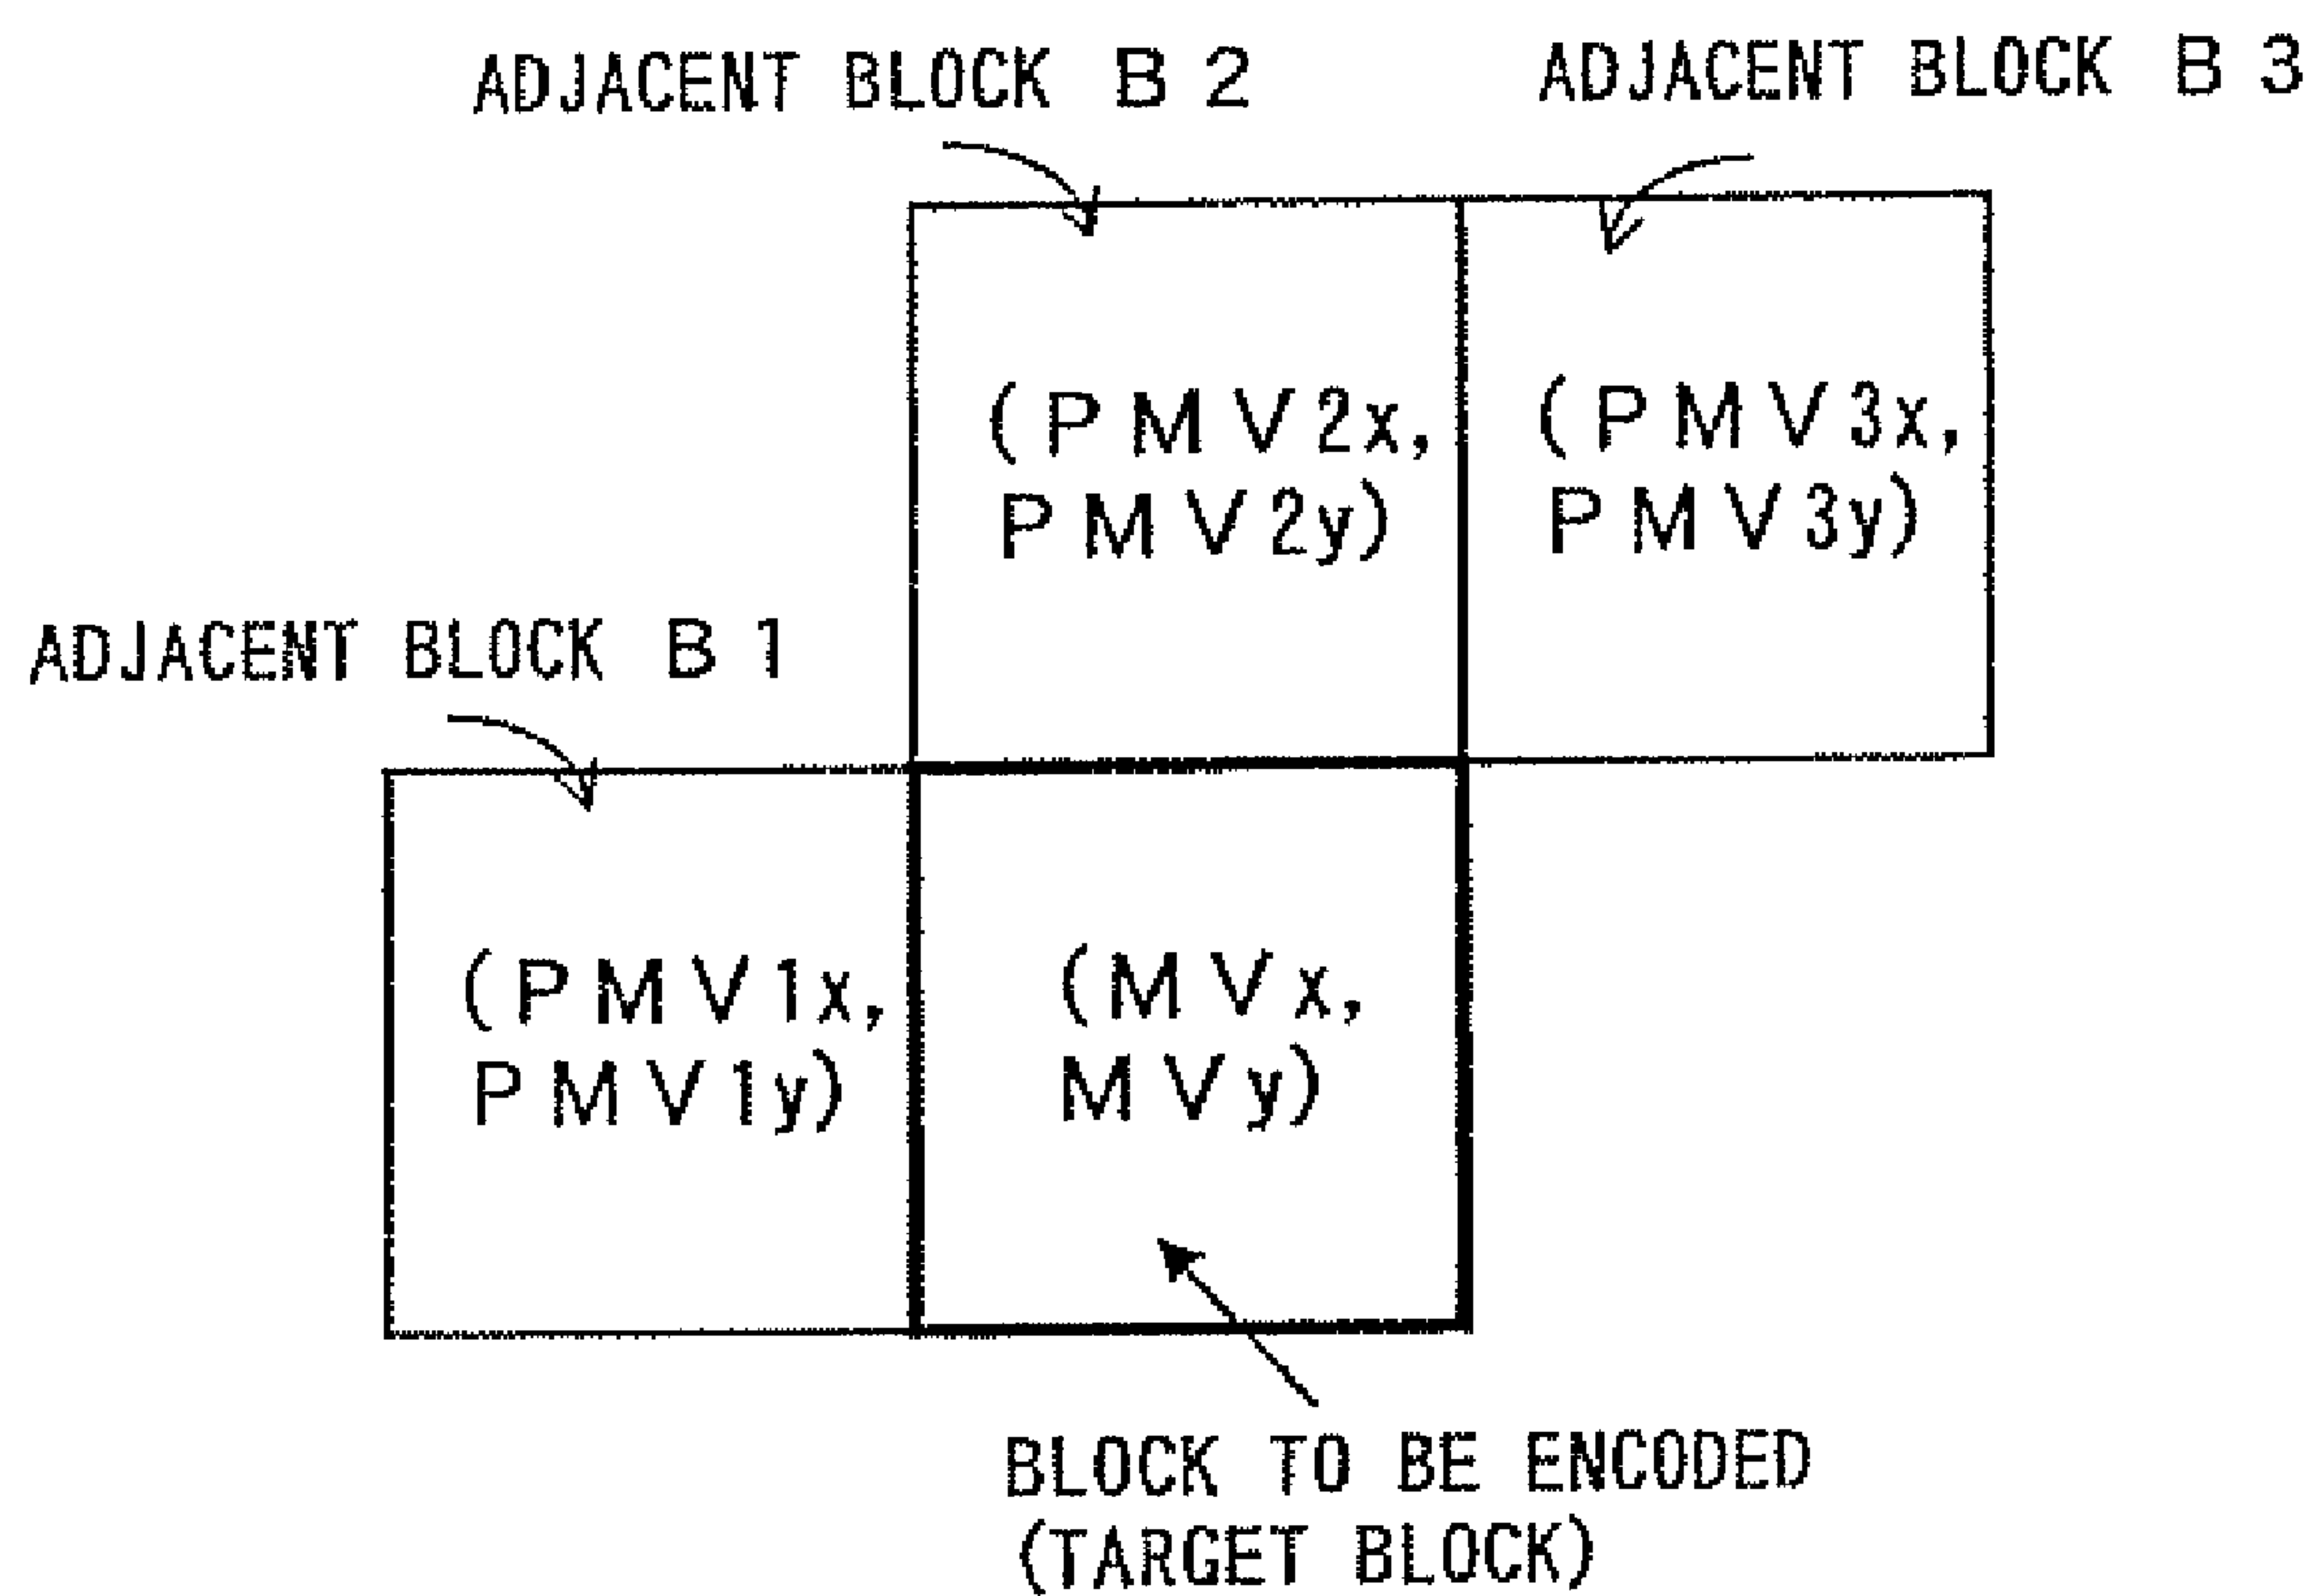 ADJACENT BLOCK B 2
ADJACENT BLOCK B 3
(PMV2x,
PMV2y)
(PMV3x,
PMV3y)
ADJACENT BLOCK B 1
(PMV1x,
PMV1y)
(MVx,
MVy)
BLOCK TO BE ENCODED
(TARGET BLOCK)